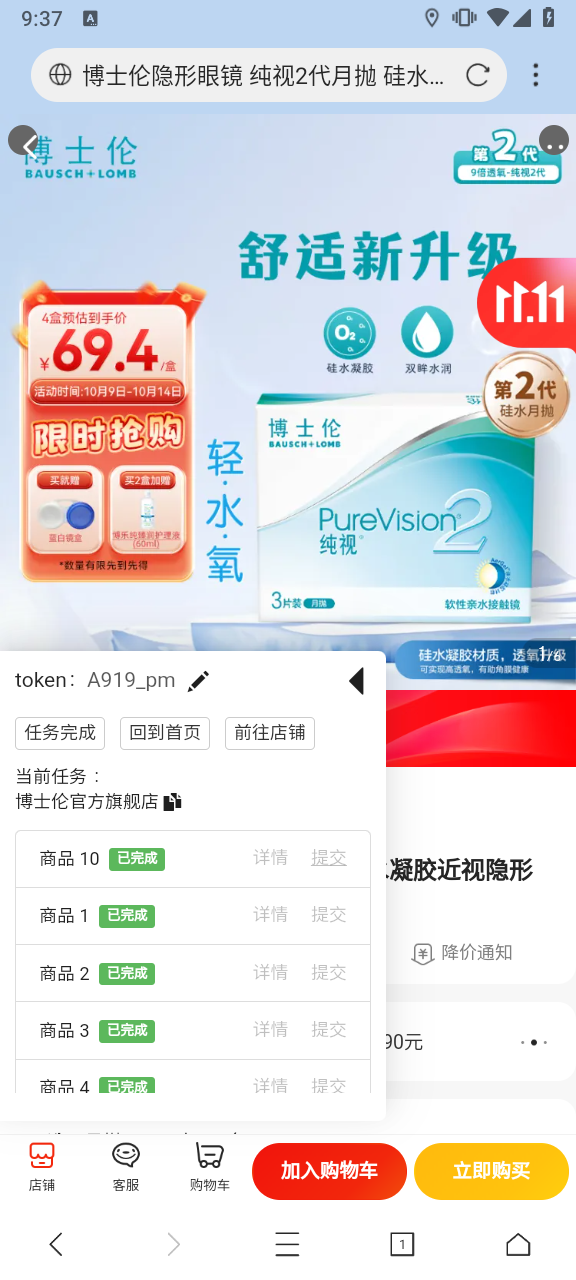 9:37
A
博士伦隐形眼镜 纯视2代月抛 硅水...
博士伦
BAUSCH+LOMB
第2代
9倍透氧-纯视2代
舒适新升级
11.11
4盒预估到手价
¥69.4/盒
活动时间:10月9日-10月14日
限时抢购
买就赠
买2盒加赠
蓝白镜盒
博乐纯臻润护理液
(60ml)
*数量有限先到先得
O2
硅水凝胶
双眸水润
第2代
硅水月抛
轻·水·氧
博士伦
BAUSCH+LOMB
PureVision2
纯视
3片装 月抛
软性亲水接触镜
硅水凝胶材质，透氧升级
可实现高透氧，有助角膜健康
1/6
token： A919_pm
任务完成
回到首页
前往店铺
当前任务：
博士伦官方旗舰店
商品 10 已完成 详情 提交
商品 1 已完成 详情 提交
商品 2 已完成 详情 提交
商品 3 已完成 详情 提交
商品 4 已完成 详情 提交
凝胶近视隐形
降价通知
90元
店铺
客服
购物车
加入购物车
立即购买
1